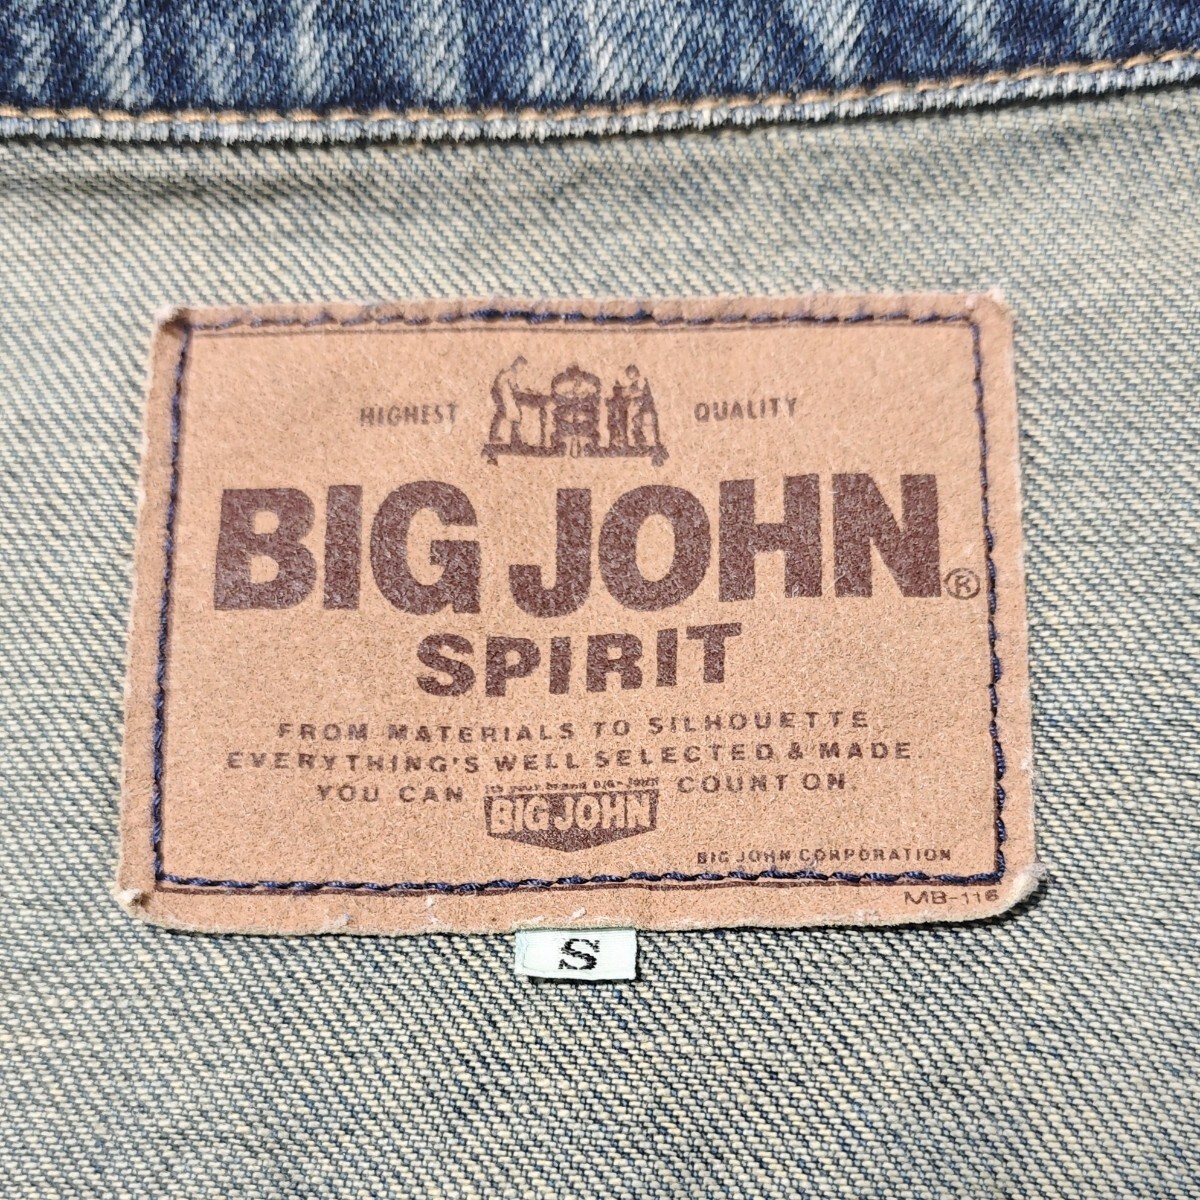 HIGHEST QUALITY
BIG JOHN ®
SPIRIT
FROM MATERIALS TO SILHOUETTE
EVERYTHING'S WELL SELECTED & MADE.
YOU CAN BIG JOHN COUNT ON.
BIG JOHN CORPORATION
MB-116
S